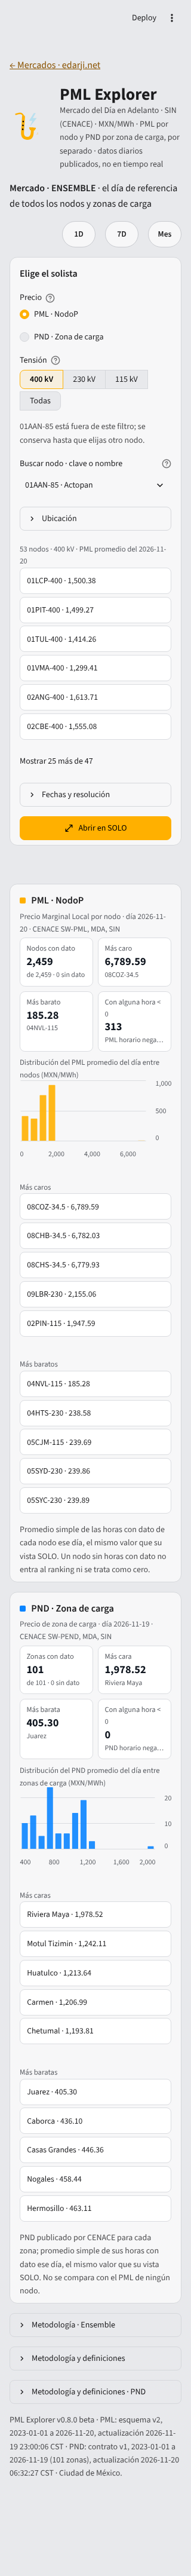 Deploy
← Mercados · edarji.net
PML Explorer
Mercado del Día en Adelanto · SIN
(CENACE) · MXN/MWh · PML por
nodo y PND por zona de carga, por
separado · datos diarios
publicados, no en tiempo real
Mercado · ENSEMBLE · el día de referencia
de todos los nodos y zonas de carga
1D
7D
Mes
Elige el solista
Precio
PML · NodoP
PND · Zona de carga
Tensión
400 kV
230 kV
115 kV
Todas
01AAN-85 está fuera de este filtro; se
conserva hasta que elijas otro nodo.
Buscar nodo · clave o nombre
01AAN-85 · Actopan
Ubicación
53 nodos · 400 kV · PML promedio del 2026-11-
20
01LCP-400 · 1,500.38
01PIT-400 · 1,499.27
01TUL-400 · 1,414.26
01VMA-400 · 1,299.41
02ANG-400 · 1,613.71
02CBE-400 · 1,555.08
Mostrar 25 más de 47
Fechas y resolución
Abrir en SOLO
PML · NodoP
Precio Marginal Local por nodo · día 2026-11-
20 · CENACE SW-PML, MDA, SIN
Nodos con dato
2,459
de 2,459 · 0 sin dato
Más caro
6,789.59
08COZ-34.5
Más barato
185.28
04NVL-115
Con alguna hora <
0
313
PML horario nega…
Distribución del PML promedio del día entre
nodos (MXN/MWh)
1,000
500
0
0
2,000
4,000
6,000
Más caros
08COZ-34.5 · 6,789.59
08CHB-34.5 · 6,782.03
08CHS-34.5 · 6,779.93
09LBR-230 · 2,155.06
02PIN-115 · 1,947.59
Más baratos
04NVL-115 · 185.28
04HTS-230 · 238.58
05CJM-115 · 239.69
05SYD-230 · 239.86
05SYC-230 · 239.89
Promedio simple de las horas con dato de
cada nodo ese día, el mismo valor que su
vista SOLO. Un nodo sin horas con dato no
entra al ranking ni se trata como cero.
PND · Zona de carga
Precio de zona de carga · día 2026-11-19 ·
CENACE SW-PEND, MDA, SIN
Zonas con dato
101
de 101 · 0 sin dato
Más cara
1,978.52
Riviera Maya
Más barata
405.30
Juarez
Con alguna hora <
0
0
PND horario nega…
Distribución del PND promedio del día entre
zonas de carga (MXN/MWh)
20
10
0
400
800
1,200
1,600
2,000
Más caras
Riviera Maya · 1,978.52
Motul Tizimin · 1,242.11
Huatulco · 1,213.64
Carmen · 1,206.99
Chetumal · 1,193.81
Más baratas
Juarez · 405.30
Caborca · 436.10
Casas Grandes · 446.36
Nogales · 458.44
Hermosillo · 463.11
PND publicado por CENACE para cada
zona; promedio simple de sus horas con
dato ese día, el mismo valor que su vista
SOLO. No se compara con el PML de ningún
nodo.
Metodología · Ensemble
Metodología y definiciones
Metodología y definiciones · PND
PML Explorer v0.8.0 beta · PML: esquema v2,
2023-01-01 a 2026-11-20, actualización 2026-11-
19 23:00:06 CST · PND: contrato v1, 2023-01-01 a
2026-11-19 (101 zonas), actualización 2026-11-20
06:32:27 CST · Ciudad de México.